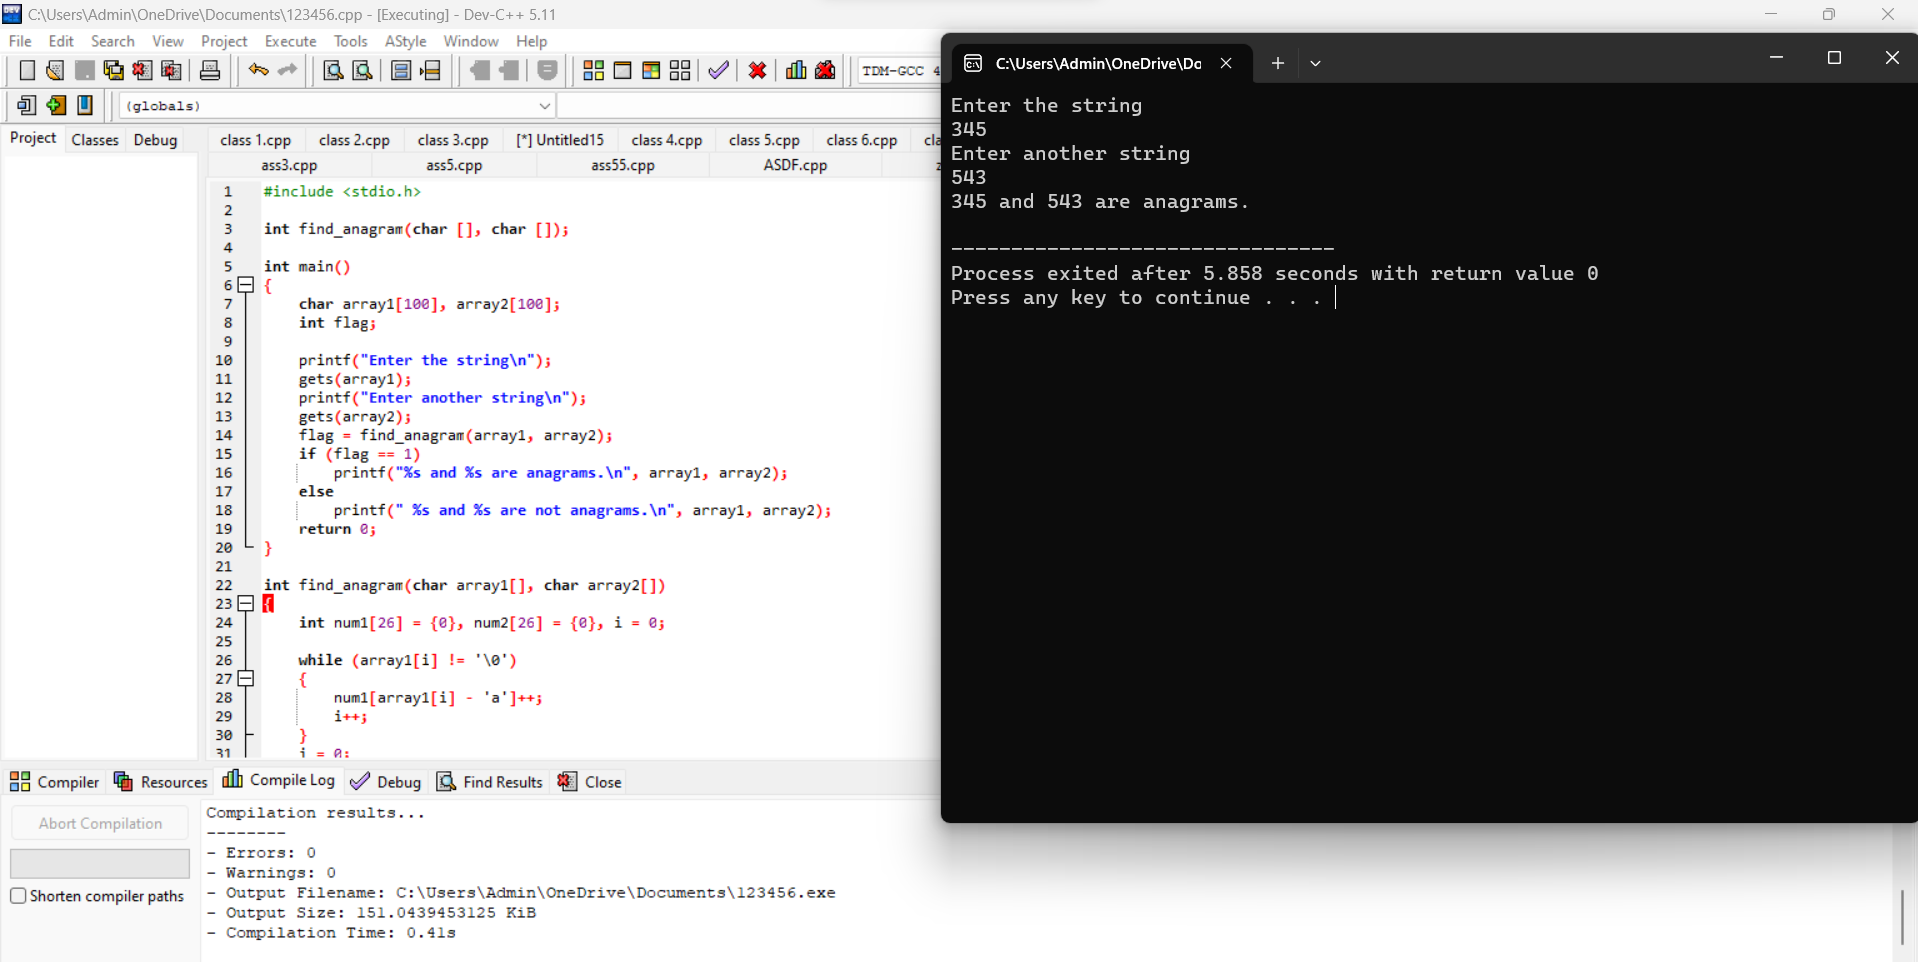 C:\Users\Admin\OneDrive\Documents\123456.cpp - [Executing] - Dev-C++ 5.11
File Edit Search View Project Execute Tools AStyle Window Help
TDM-GCC 4
(globals)
Project Classes Debug
class 1.cpp class 2.cpp class 3.cpp [*] Untitled15 class 4.cpp class 5.cpp class 6.cpp cla
ass3.cpp ass5.cpp ass55.cpp ASDF.cpp
1 #include <stdio.h>
2
3 int find_anagram(char [], char []);
4
5 int main()
6 {
7 char array1[100], array2[100];
8 int flag;
9
10 printf("Enter the string\n");
11 gets(array1);
12 printf("Enter another string\n");
13 gets(array2);
14 flag = find_anagram(array1, array2);
15 if (flag == 1)
16 printf("%s and %s are anagrams.\n", array1, array2);
17 else
18 printf(" %s and %s are not anagrams.\n", array1, array2);
19 return 0;
20 }
21
22 int find_anagram(char array1[], char array2[])
23 {
24 int num1[26] = {0}, num2[26] = {0}, i = 0;
25
26 while (array1[i] != '\0')
27 {
28 num1[array1[i] - 'a']++;
29 i++;
30 }
31 i = 0;
C:\Users\Admin\OneDrive\Do
Enter the string
345
Enter another string
543
345 and 543 are anagrams.
--------------------------------
Process exited after 5.858 seconds with return value 0
Press any key to continue . . .
Compiler Resources Compile Log Debug Find Results Close
Abort Compilation
Shorten compiler paths
Compilation results...
--------
- Errors: 0
- Warnings: 0
- Output Filename: C:\Users\Admin\OneDrive\Documents\123456.exe
- Output Size: 151.0439453125 KiB
- Compilation Time: 0.41s